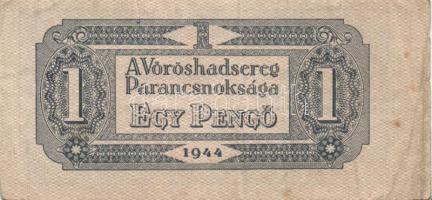 1
A Vöröshadsereg
1 Parancsnoksága 1
EGY PENGŐ
1944